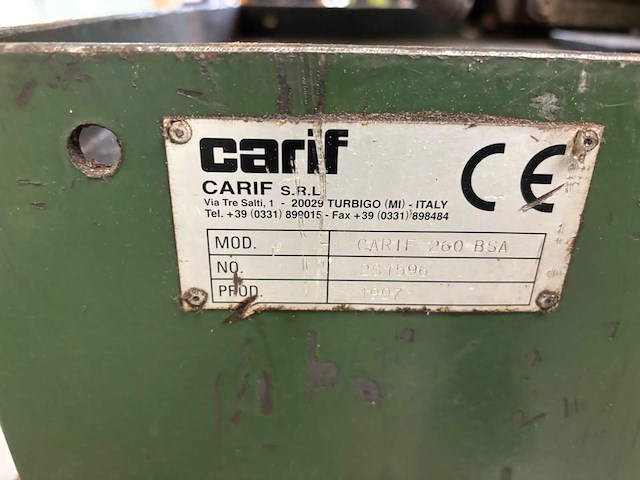 carif
CARIF S.R.L
Via Tre Salti, 1 - 20029 TURBIGO (MI) - ITALY
Tel. +39 (0331) 899015 - Fax +39 (0331) 898484
CE
MOD. CARIF 260 BSA
NO.
PROD.